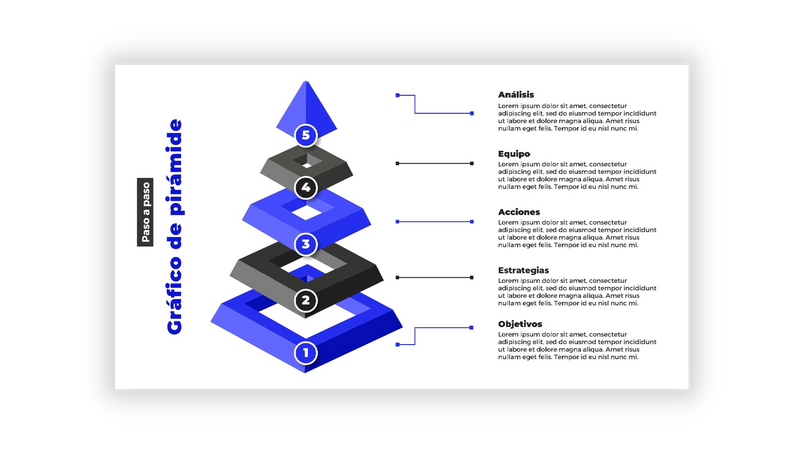 Paso a paso
Gráfico de pirámide
5
4
3
2
1
Análisis
Lorem ipsum dolor sit amet, consectetur
adipiscing elit, sed do eiusmod tempor incididunt
ut labore et dolore magna aliqua. Amet risus
nullam eget felis. Tempor id eu nisl nunc mi.
Equipo
Lorem ipsum dolor sit amet, consectetur
adipiscing elit, sed do eiusmod tempor incididunt
ut labore et dolore magna aliqua. Amet risus
nullam eget felis. Tempor id eu nisl nunc mi.
Acciones
Lorem ipsum dolor sit amet, consectetur
adipiscing elit, sed do eiusmod tempor incididunt
ut labore et dolore magna aliqua. Amet risus
nullam eget felis. Tempor id eu nisl nunc mi.
Estrategias
Lorem ipsum dolor sit amet, consectetur
adipiscing elit, sed do eiusmod tempor incididunt
ut labore et dolore magna aliqua. Amet risus
nullam eget felis. Tempor id eu nisl nunc mi.
Objetivos
Lorem ipsum dolor sit amet, consectetur
adipiscing elit, sed do eiusmod tempor incididunt
ut labore et dolore magna aliqua. Amet risus
nullam eget felis. Tempor id eu nisl nunc mi.